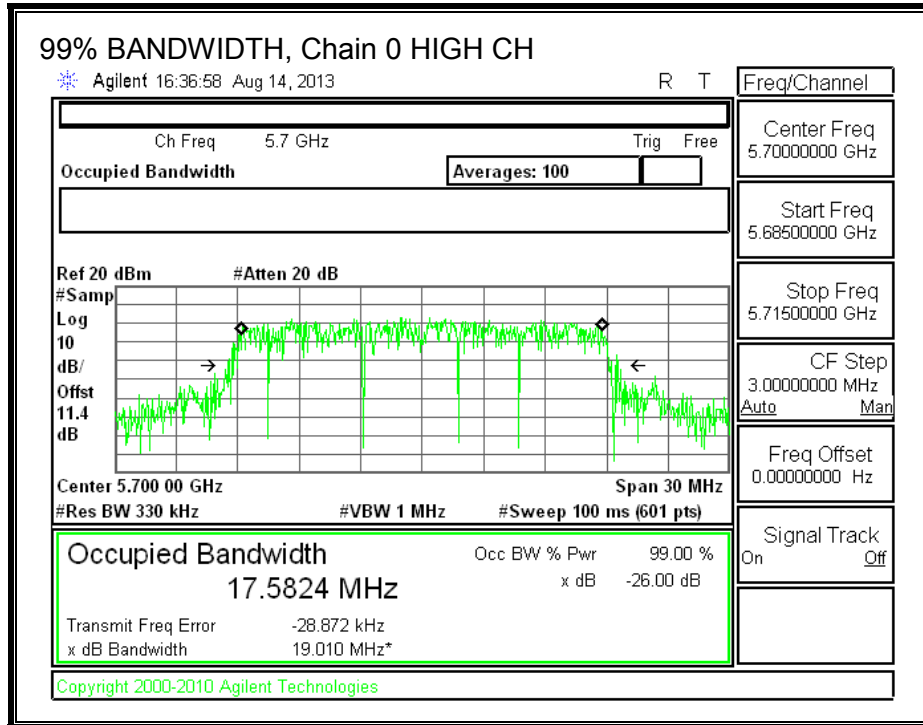 99% BANDWIDTH, Chain 0 HIGH CH
Agilent 16:36:58 Aug 14, 2013 R T
Ch Freq 5.7 GHz Trig Free
Occupied Bandwidth Averages: 100
Ref 20 dBm #Atten 20 dB
#Samp
Log
10
dB/
Offst
11.4
dB
Center 5.700 00 GHz Span 30 MHz
#Res BW 330 kHz #VBW 1 MHz #Sweep 100 ms (601 pts)
Occupied Bandwidth Occ BW % Pwr 99.00 %
17.5824 MHz x dB -26.00 dB
Transmit Freq Error -28.872 kHz
x dB Bandwidth 19.010 MHz*
Copyright 2000-2010 Agilent Technologies
Freq/Channel
Center Freq
5.70000000 GHz
Start Freq
5.68500000 GHz
Stop Freq
5.71500000 GHz
CF Step
3.00000000 MHz
Auto Man
Freq Offset
0.00000000 Hz
Signal Track
On Off